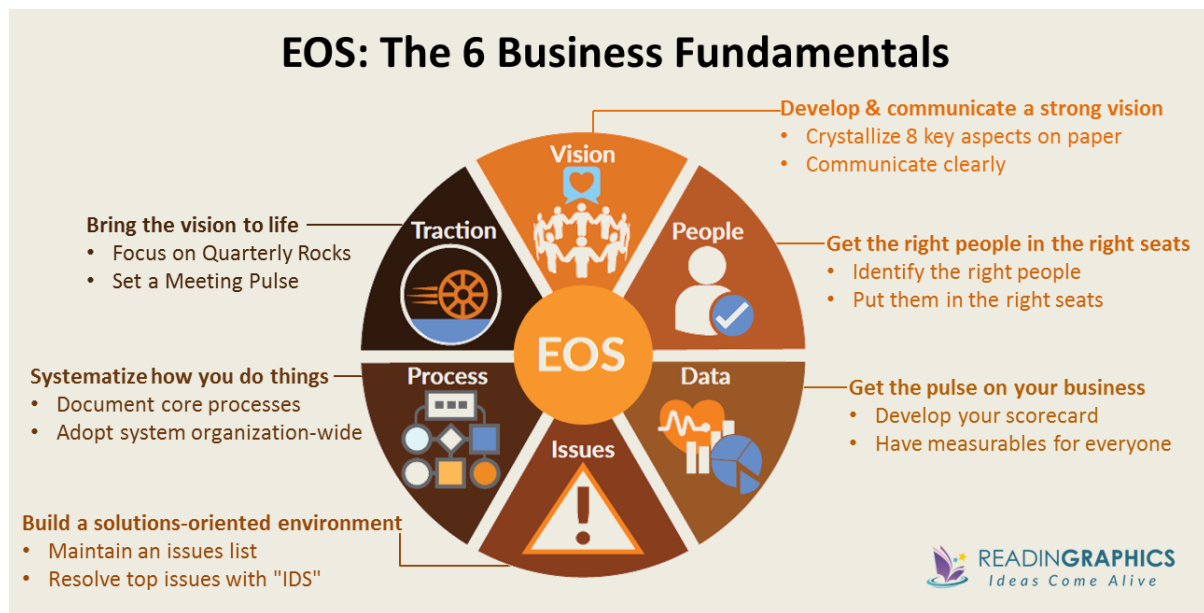 EOS: The 6 Business Fundamentals
Develop & communicate a strong vision
• Crystallize 8 key aspects on paper
• Communicate clearly
Vision
People
Get the right people in the right seats
• Identify the right people
• Put them in the right seats
Data
Get the pulse on your business
• Develop your scorecard
• Have measurables for everyone
Issues
Build a solutions-oriented environment
• Maintain an issues list
• Resolve top issues with "IDS"
Process
Systematize how you do things
• Document core processes
• Adopt system organization-wide
Traction
Bring the vision to life
• Focus on Quarterly Rocks
• Set a Meeting Pulse
EOS
READINGRAPHICS
Ideas Come Alive